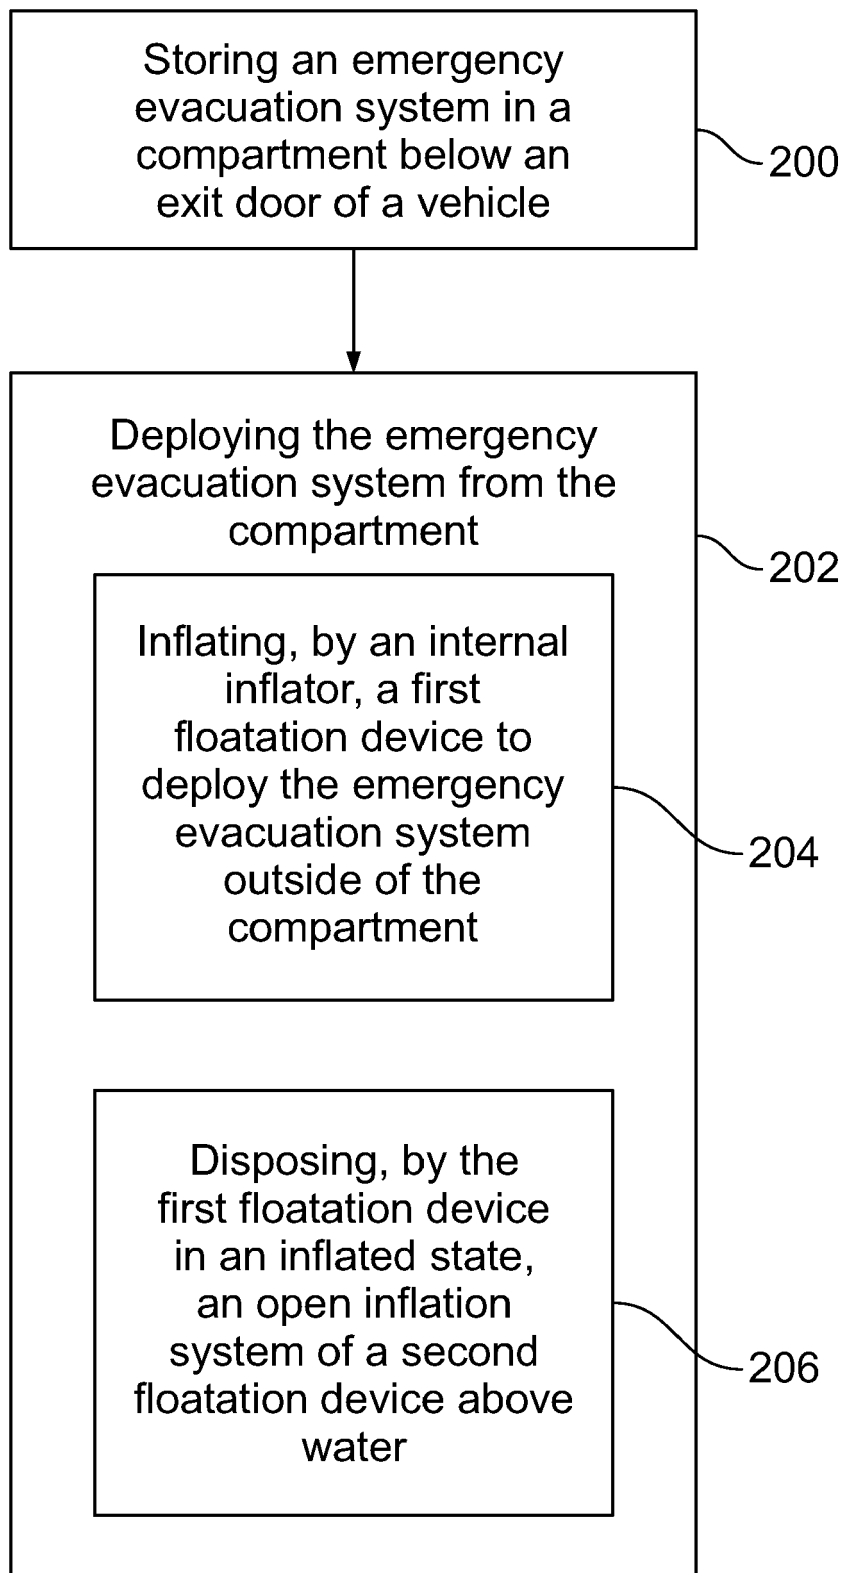 Storing an emergency
evacuation system in a
compartment below an
exit door of a vehicle
200
Deploying the emergency
evacuation system from the
compartment
202
Inflating, by an internal
inflator, a first
floatation device to
deploy the emergency
evacuation system
outside of the
compartment
204
Disposing, by the
first floatation device
in an inflated state,
an open inflation
system of a second
floatation device above
water
206